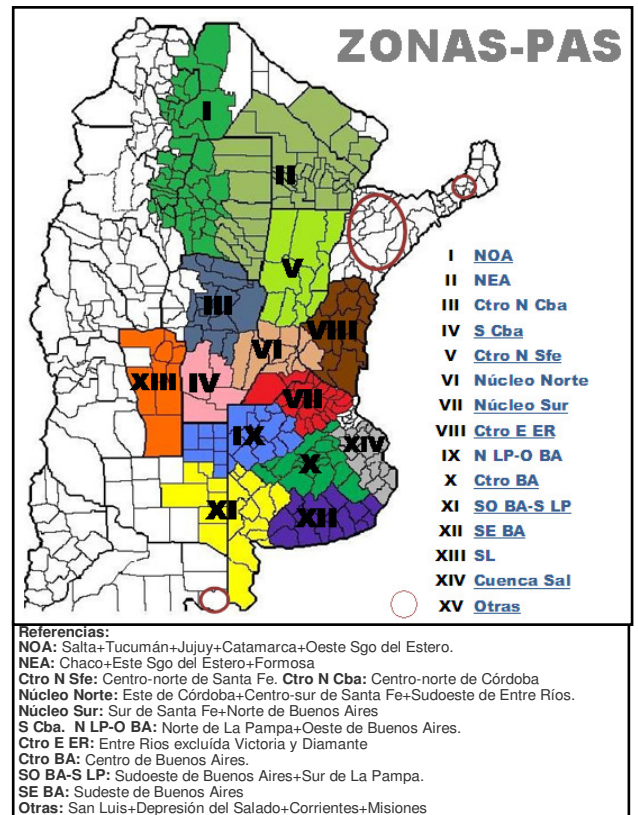 ZONAS-PAS
I
II
V
III
VIII
VI
XIII
IV
VII
IX
XIV
X
XI
XII
I NOA
II NEA
III Ctro N Cba
IV S Cba
V Ctro N Sfe
VI Núcleo Norte
VII Núcleo Sur
VIII Ctro E ER
IX N LP-O BA
X Ctro BA
XI SO BA-S LP
XII SE BA
XIII SL
XIV Cuenca Sal
XV Otras
Referencias:
NOA: Salta+Tucumán+Jujuy+Catamarca+Oeste Sgo del Estero.
NEA: Chaco+Este Sgo del Estero+Formosa
Ctro N Sfe: Centro-norte de Santa Fe. Ctro N Cba: Centro-norte de Córdoba
Núcleo Norte: Este de Córdoba+Centro-sur de Santa Fe+Sudoeste de Entre Ríos.
Núcleo Sur: Sur de Santa Fe+Norte de Buenos Aires
S Cba. N LP-O BA: Norte de La Pampa+Oeste de Buenos Aires.
Ctro E ER: Entre Rios excluída Victoria y Diamante
Ctro BA: Centro de Buenos Aires.
SO BA-S LP: Sudoeste de Buenos Aires+Sur de La Pampa.
SE BA: Sudeste de Buenos Aires
Otras: San Luis+Depresión del Salado+Corrientes+Misiones